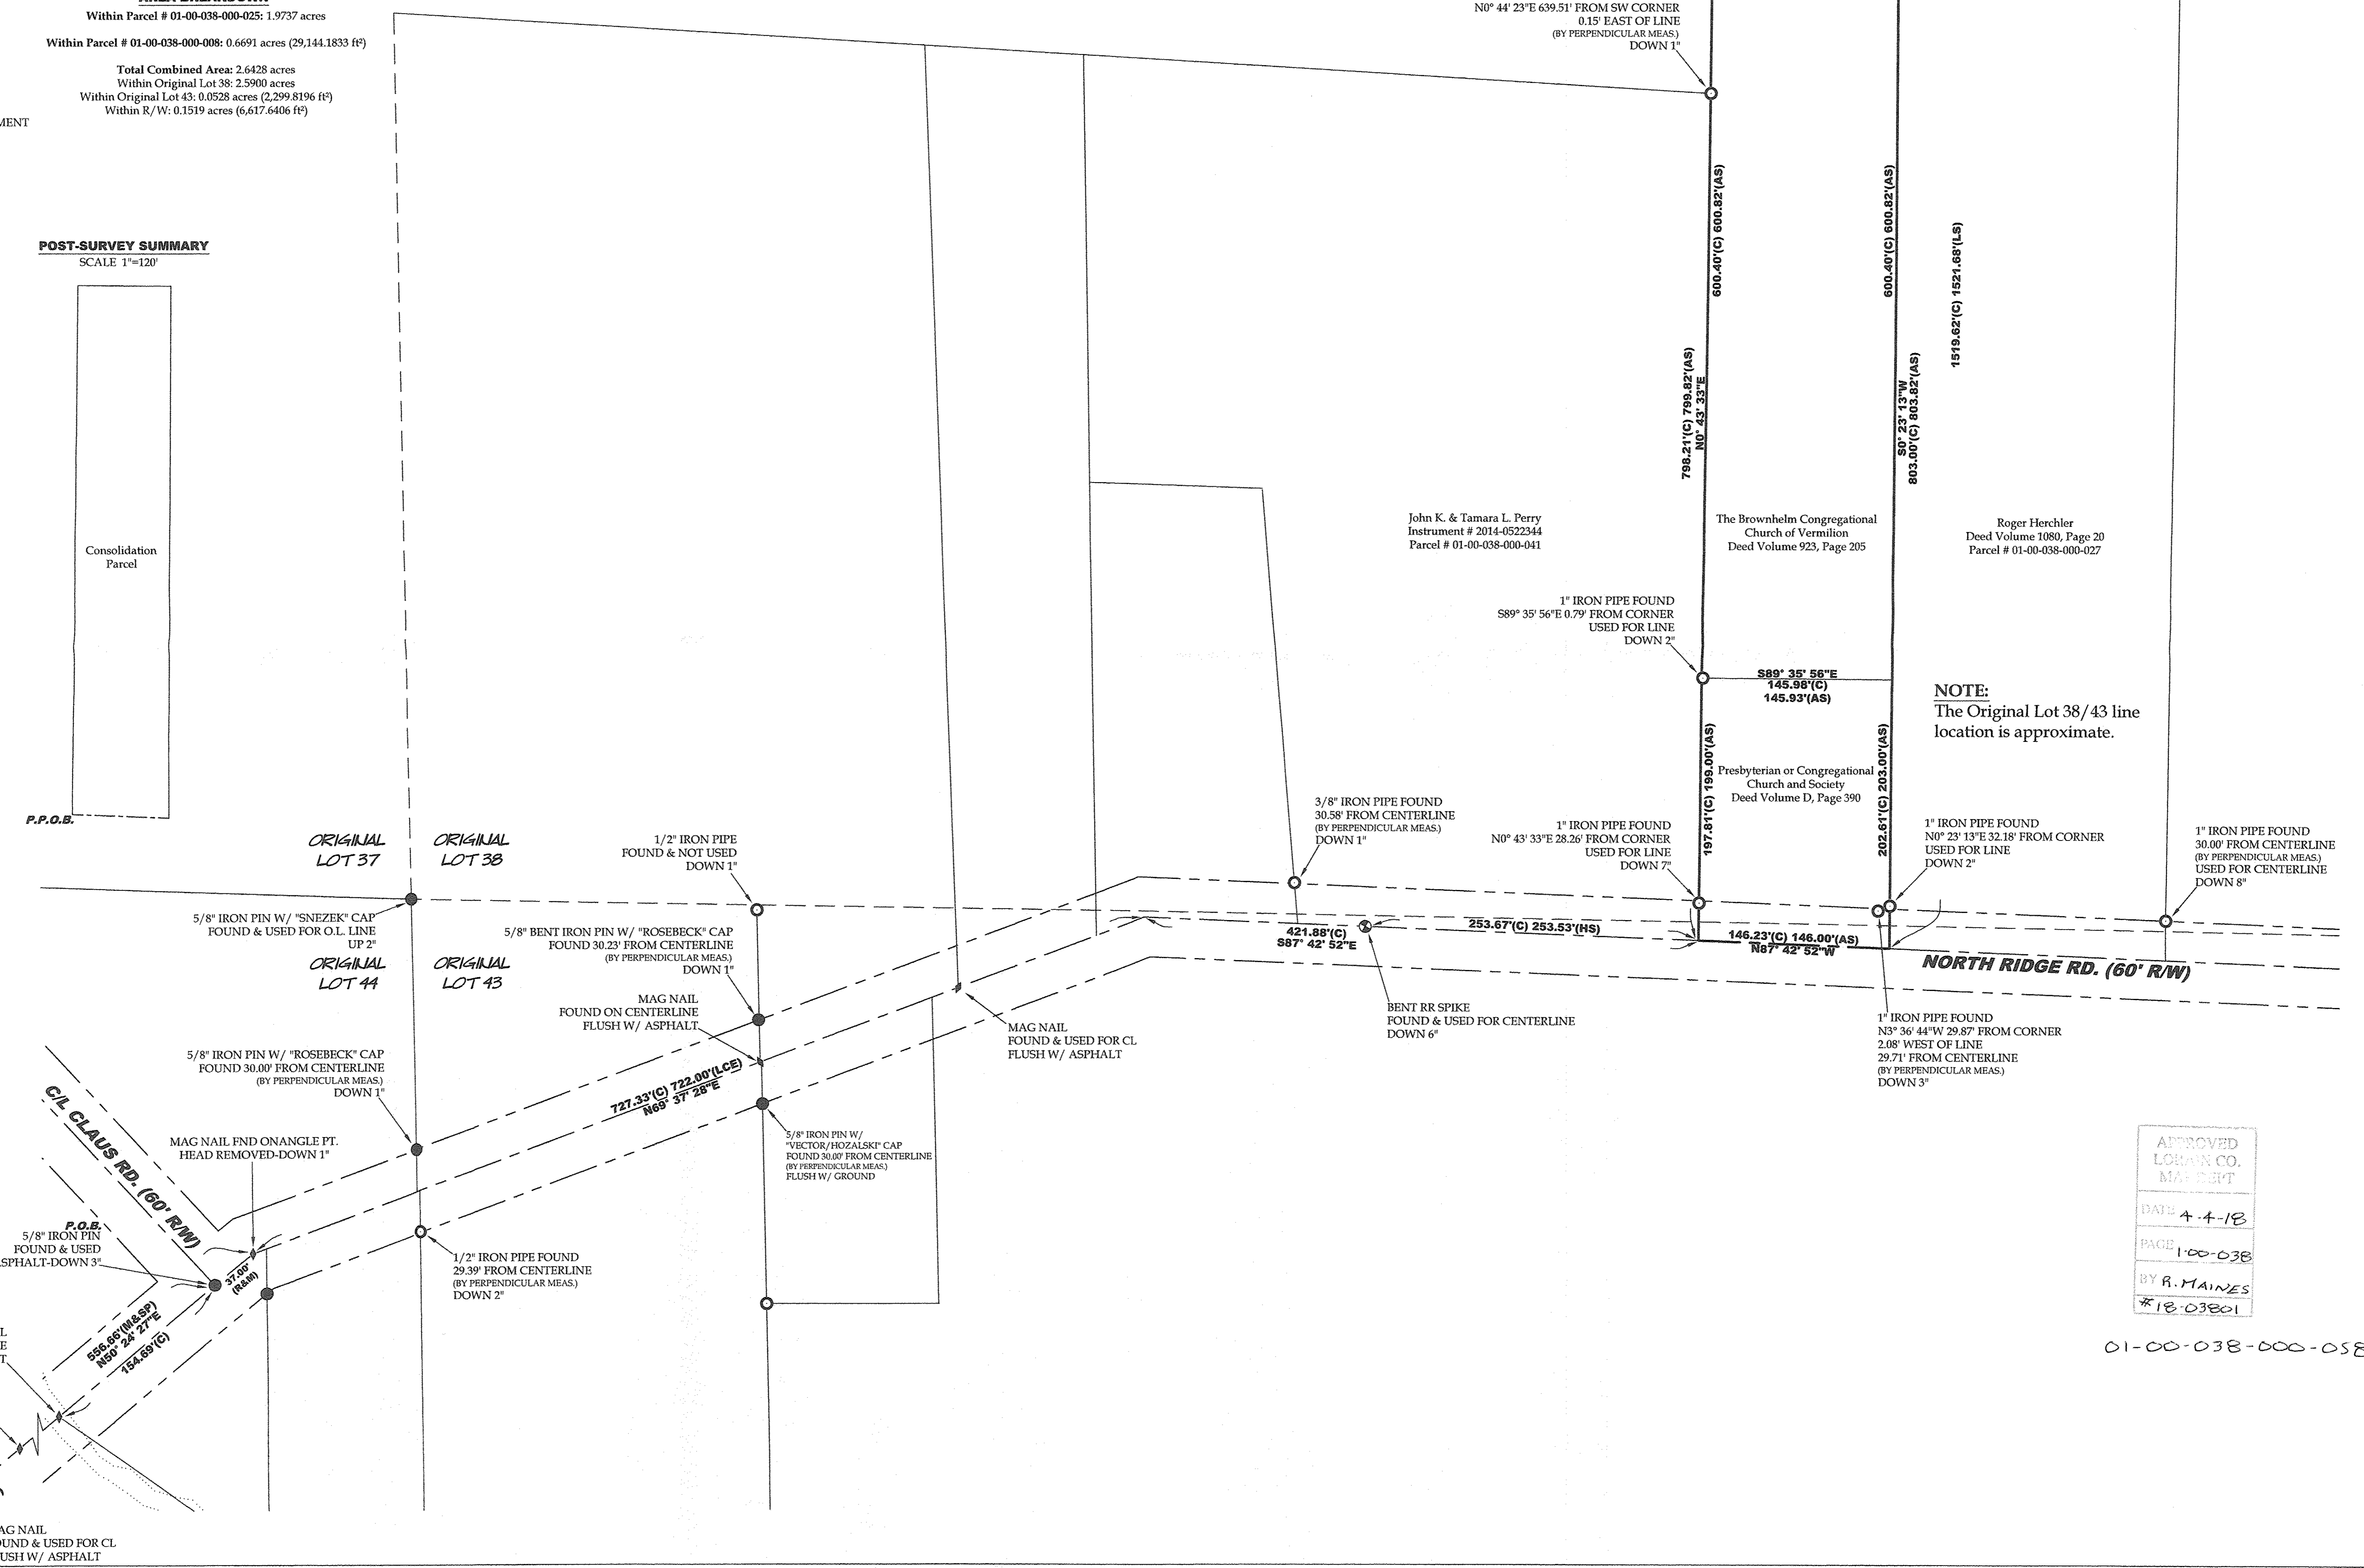 AREA BREAKDOWN
Within Parcel # 01-00-038-000-025: 1.9737 acres
Within Parcel # 01-00-038-000-008: 0.6691 acres (29,144.1833 ft²)
Total Combined Area: 2.6428 acres
Within Original Lot 38: 2.5900 acres
Within Original Lot 43: 0.0528 acres (2,299.8196 ft²)
Within R/W: 0.1519 acres (6,617.6406 ft²)
MENT
POST-SURVEY SUMMARY
SCALE 1"=120'
Consolidation
Parcel
P.P.O.B.
N0° 44' 23"E 639.51' FROM SW CORNER
0.15' EAST OF LINE
(BY PERPENDICULAR MEAS.)
DOWN 1"
600.40'(C) 600.82'(AS)
600.40'(C) 600.82'(AS)
1519.62'(C) 1521.68'(LS)
798.21'(C) 799.82'(AS)
N0° 43' 33"E
S0° 23' 13"W
803.00'(C) 803.82'(AS)
John K. & Tamara L. Perry
Instrument # 2014-0522344
Parcel # 01-00-038-000-041
The Brownhelm Congregational
Church of Vermilion
Deed Volume 923, Page 205
Roger Herchler
Deed Volume 1080, Page 20
Parcel # 01-00-038-000-027
1" IRON PIPE FOUND
S89° 35' 56"E 0.79' FROM CORNER
USED FOR LINE
DOWN 2"
S89° 35' 56"E
145.98'(C)
145.93'(AS)
NOTE:
The Original Lot 38/43 line
location is approximate.
197.81'(C) 199.00'(AS)
202.61'(C) 203.00'(AS)
Presbyterian or Congregational
Church and Society
Deed Volume D, Page 390
3/8" IRON PIPE FOUND
30.58' FROM CENTERLINE
(BY PERPENDICULAR MEAS.)
DOWN 1"
1" IRON PIPE FOUND
N0° 43' 33"E 28.26' FROM CORNER
USED FOR LINE
DOWN 7"
1" IRON PIPE FOUND
N0° 23' 13"E 32.18' FROM CORNER
USED FOR LINE
DOWN 2"
1" IRON PIPE FOUND
30.00' FROM CENTERLINE
(BY PERPENDICULAR MEAS.)
USED FOR CENTERLINE
DOWN 8"
ORIGINAL
LOT 37
ORIGINAL
LOT 38
1/2" IRON PIPE
FOUND & NOT USED
DOWN 1"
5/8" IRON PIN W/ "SNEZEK" CAP
FOUND & USED FOR O.L. LINE
UP 2"
5/8" BENT IRON PIN W/ "ROSEBECK" CAP
FOUND 30.23' FROM CENTERLINE
(BY PERPENDICULAR MEAS.)
DOWN 1"
ORIGINAL
LOT 44
ORIGINAL
LOT 43
421.88'(C)
S87° 42' 52"E
253.67'(C) 253.53'(HS)
146.23'(C) 146.00'(AS)
N87° 42' 52"W
NORTH RIDGE RD. (60' R/W)
MAG NAIL
FOUND ON CENTERLINE
FLUSH W/ ASPHALT
MAG NAIL
FOUND & USED FOR CL
FLUSH W/ ASPHALT
BENT RR SPIKE
FOUND & USED FOR CENTERLINE
DOWN 6"
1" IRON PIPE FOUND
N3° 36' 44"W 29.87' FROM CORNER
2.08' WEST OF LINE
29.71' FROM CENTERLINE
(BY PERPENDICULAR MEAS.)
DOWN 3"
5/8" IRON PIN W/ "ROSEBECK" CAP
FOUND 30.00' FROM CENTERLINE
(BY PERPENDICULAR MEAS.)
DOWN 1"
727.33'(C) 722.00'(LCE)
N69° 37' 28"E
C/L CLAUS RD. (60' R/W)
MAG NAIL FND ONANGLE PT.
HEAD REMOVED-DOWN 1"
5/8" IRON PIN W/
"VECTOR/HOZALSKI" CAP
FOUND 30.00' FROM CENTERLINE
(BY PERPENDICULAR MEAS.)
FLUSH W/ GROUND
P.O.B.
5/8" IRON PIN
FOUND & USED
SPHALT-DOWN 3"
37.00'
(R&M)
1/2" IRON PIPE FOUND
29.39' FROM CENTERLINE
(BY PERPENDICULAR MEAS.)
DOWN 2"
556.66'(M&SP)
N50° 24' 27"E
154.69'(C)
L
E
T
APPROVED
LORAIN CO.
MAP DEPT
DATE 4-4-18
PAGE 1-00-038
BY R. MAINES
#18-03801
01-00-038-000-058
AG NAIL
OUND & USED FOR CL
USH W/ ASPHALT